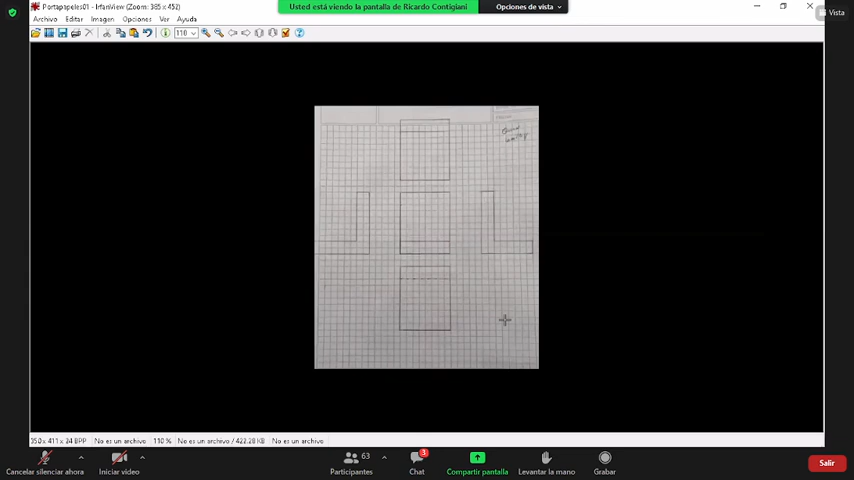 Portapapeles01 - IrfanView (Zoom: 385 x 452)
Usted está viendo la pantalla de Ricardo Contigiani
Opciones de vista
Vista
Archivo Editar Imagen Opciones Ver Ayuda
110
350 x 411 x 24 BPP No es un archivo 110 % No es un archivo / 422.28 KB No es un archivo
63
3
Cancelar silenciar ahora Iniciar video Participantes Chat Compartir pantalla Levantar la mano Grabar
Salir